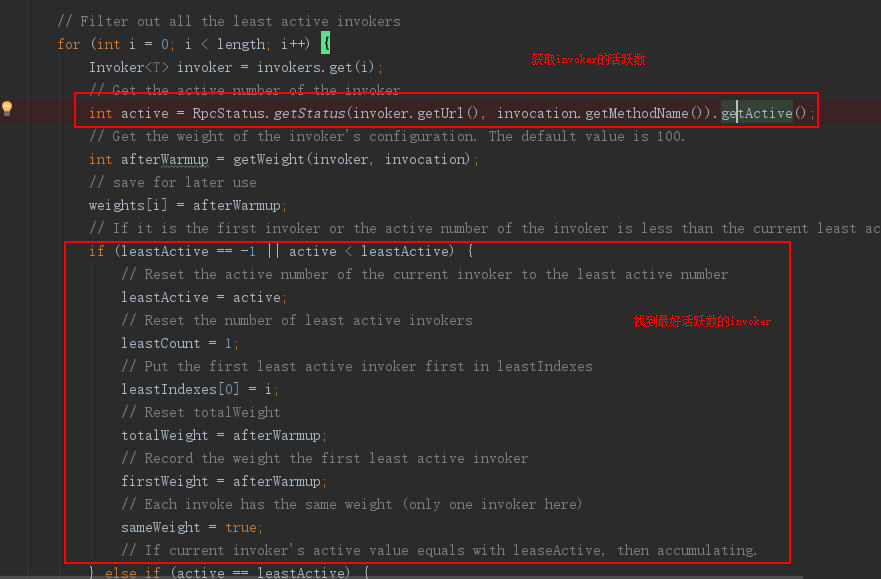 // Filter out all the least active invokers
for (int i = 0; i < length; i++) {
Invoker<T> invoker = invokers.get(i);
获取invoker的活跃数
// Get the active number of the invoker
int active = RpcStatus.getStatus(invoker.getUrl(), invocation.getMethodName()).getActive();
// Get the weight of the invoker's configuration. The default value is 100.
int afterWarmup = getWeight(invoker, invocation);
// save for later use
weights[i] = afterWarmup;
// If it is the first invoker or the active number of the invoker is less than the current least ac
if (leastActive == -1 || active < leastActive) {
// Reset the active number of the current invoker to the least active number
leastActive = active;
// Reset the number of least active invokers
找到最好活跃数的invoker
leastCount = 1;
// Put the first least active invoker first in leastIndexes
leastIndexes[0] = i;
// Reset totalWeight
totalWeight = afterWarmup;
// Record the weight the first least active invoker
firstWeight = afterWarmup;
// Each invoke has the same weight (only one invoker here)
sameWeight = true;
// If current invoker's active value equals with leaseActive, then accumulating.
} else if (active == leastActive) {